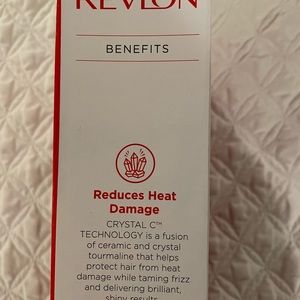 REVLON
BENEFITS
Reduces Heat
Damage
CRYSTAL C™
TECHNOLOGY is a fusion
of ceramic and crystal
tourmaline that helps
protect hair from heat
damage while taming frizz
and delivering brilliant,
shiny results.